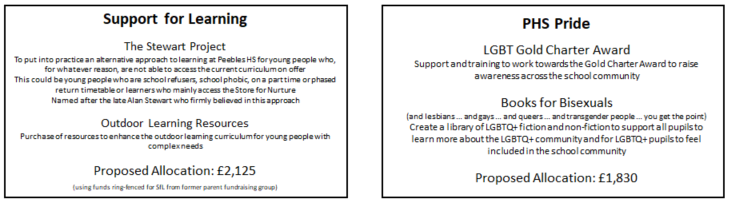 Support for Learning
The Stewart Project
To put into practice an alternative approach to learning at Peebles HS for young people who,
for whatever reason, are not able to access the current curriculum on offer
This could be young people who are school refusers, school phobic, on a part time or phased
return timetable or learners who mainly access the Store for Nurture
Named after the late Alan Stewart who firmly believed in this approach
Outdoor Learning Resources
Purchase of resources to enhance the outdoor learning curriculum for young people with
complex needs
Proposed Allocation: £2,125
(using funds ring-fenced for SfL from former parent fundraising group)
PHS Pride
LGBT Gold Charter Award
Support and training to work towards the Gold Charter Award to raise
awareness across the school community
Books for Bisexuals
(and lesbians ... and gays ... and queers ... and transgender people ... you get the point)
Create a library of LGBTQ+ fiction and non-fiction to support all pupils to
learn more about the LGBTQ+ community and for LGBTQ+ pupils to feel
included in the school community
Proposed Allocation: £1,830